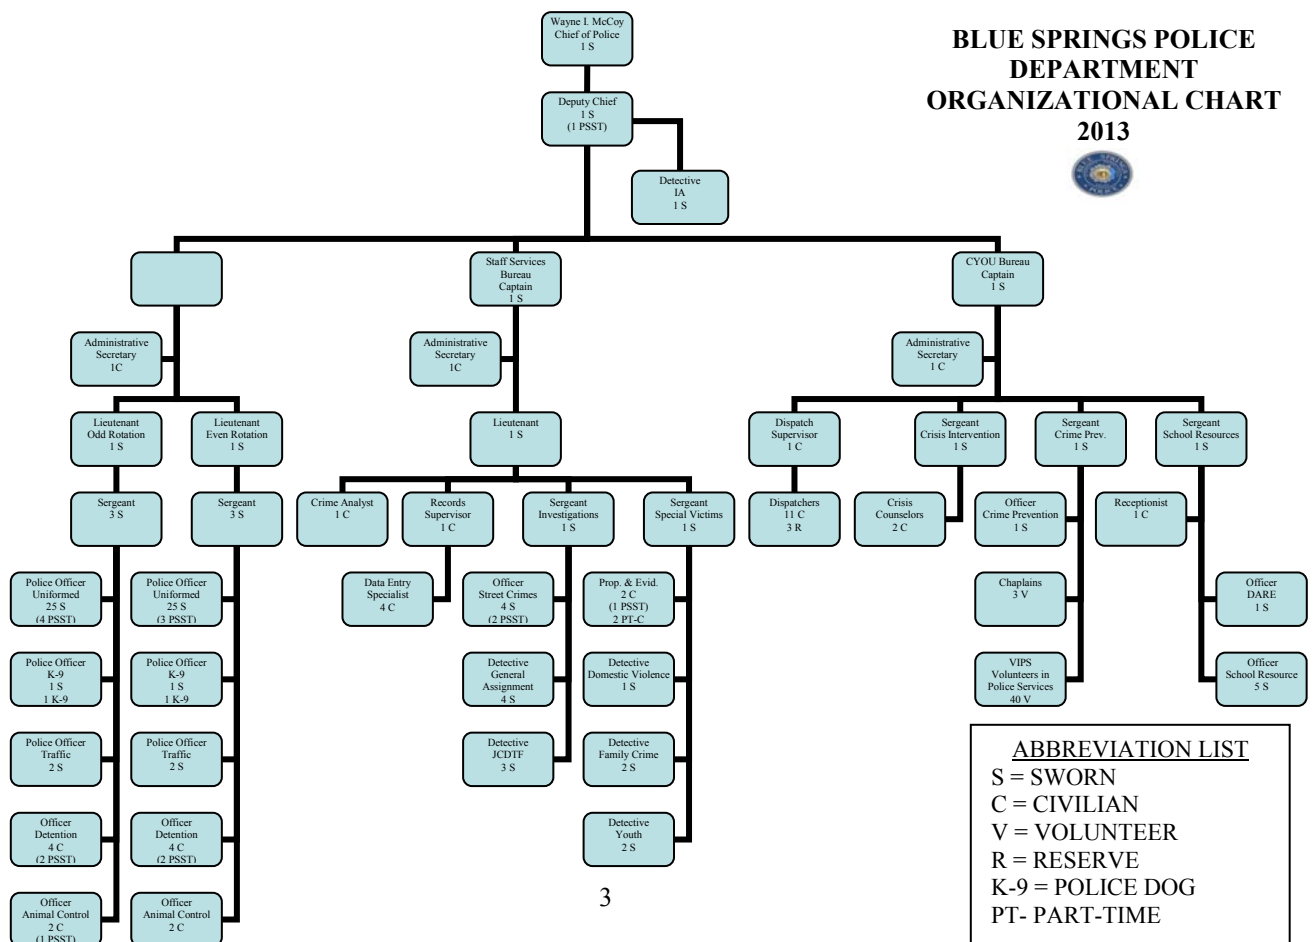 BLUE SPRINGS POLICE
DEPARTMENT
ORGANIZATIONAL CHART
2013
Wayne I. McCoy
Chief of Police
1 S
Deputy Chief
1 S
(1 PSST)
Detective
IA
1 S
Staff Services
Bureau
Captain
1 S
CYOU Bureau
Captain
1 S
Administrative
Secretary
1C
Administrative
Secretary
1C
Administrative
Secretary
1 C
Lieutenant
Odd Rotation
1 S
Lieutenant
Even Rotation
1 S
Lieutenant
1 S
Dispatch
Supervisor
1 C
Sergeant
Crisis Intervention
1 S
Sergeant
Crime Prev.
1 S
Sergeant
School Resources
1 S
Sergeant
3 S
Sergeant
3 S
Crime Analyst
1 C
Records
Supervisor
1 C
Sergeant
Investigations
1 S
Sergeant
Special Victims
1 S
Dispatchers
11 C
3 R
Crisis
Counselors
2 C
Officer
Crime Prevention
1 S
Receptionist
1 C
Police Officer
Uniformed
25 S
(4 PSST)
Police Officer
Uniformed
25 S
(3 PSST)
Data Entry
Specialist
4 C
Officer
Street Crimes
4 S
(2 PSST)
Prop. & Evid.
2 C
(1 PSST)
2 PT-C
Chaplains
3 V
Officer
DARE
1 S
Police Officer
K-9
1 S
1 K-9
Police Officer
K-9
1 S
1 K-9
Detective
General
Assignment
4 S
Detective
Domestic Violence
1 S
VIPS
Volunteers in
Police Services
40 V
Officer
School Resource
5 S
Police Officer
Traffic
2 S
Police Officer
Traffic
2 S
Detective
JCDTF
3 S
Detective
Family Crime
2 S
Officer
Detention
4 C
(2 PSST)
Officer
Detention
4 C
(2 PSST)
Detective
Youth
2 S
Officer
Animal Control
2 C
(1 PSST)
Officer
Animal Control
2 C
ABBREVIATION LIST
S = SWORN
C = CIVILIAN
V = VOLUNTEER
R = RESERVE
K-9 = POLICE DOG
PT- PART-TIME
3